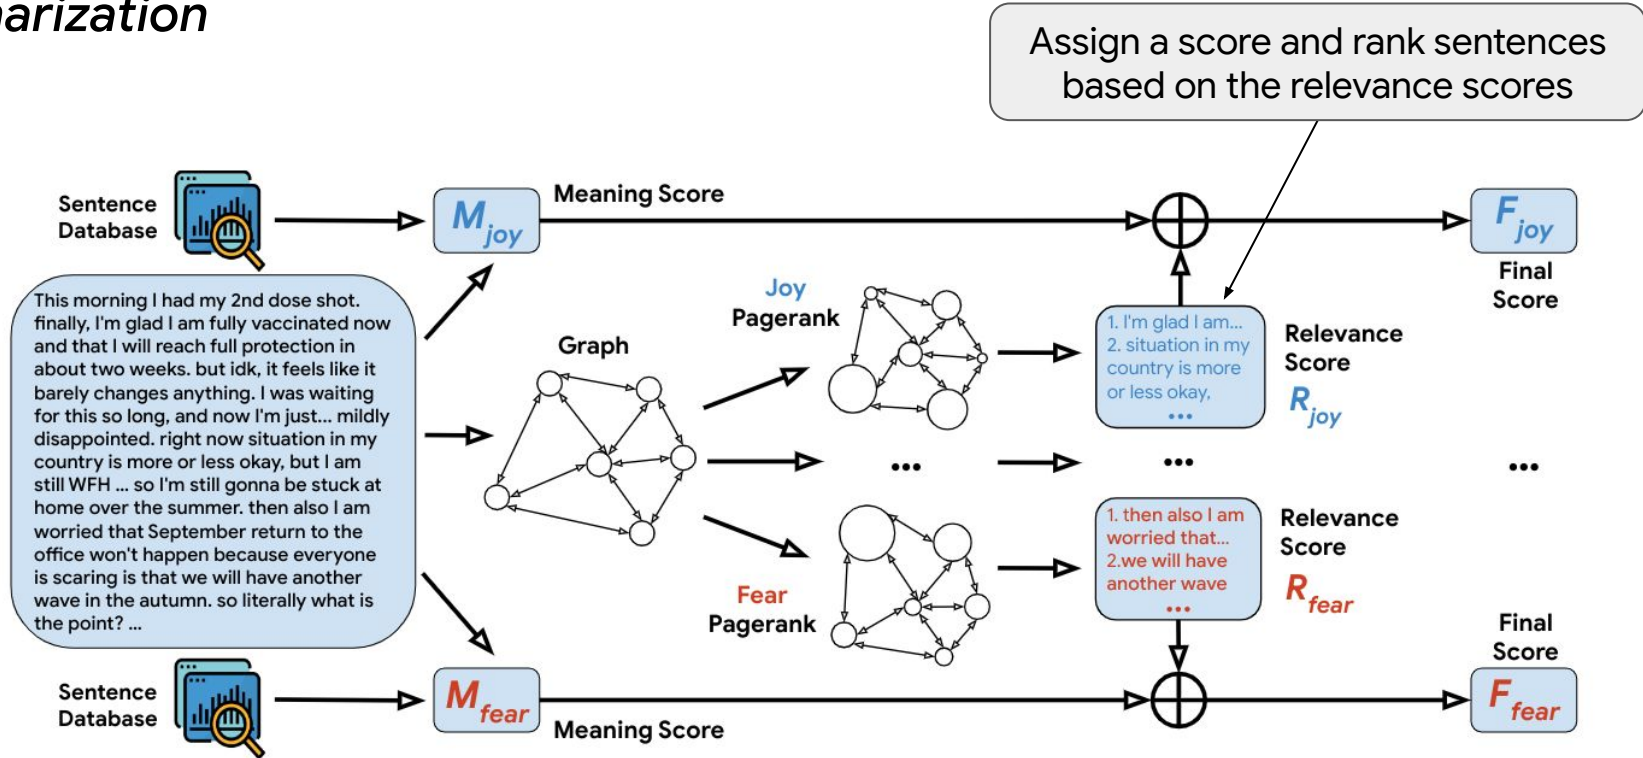 arization
Assign a score and rank sentences
based on the relevance scores
Sentence
Database
M joy
Meaning Score
F joy
Final
Score
This morning I had my 2nd dose shot.
finally, I'm glad I am fully vaccinated now
and that I will reach full protection in
about two weeks. but idk, it feels like it
barely changes anything. I was waiting
for this so long, and now I'm just... mildly
disappointed. right now situation in my
country is more or less okay, but I am
still WFH ... so I'm still gonna be stuck at
home over the summer. then also I am
worried that September return to the
office won't happen because everyone
is scaring is that we will have another
wave in the autumn. so literally what is
the point? ...
Graph
Joy
Pagerank
1. I'm glad I am...
2. situation in my
country is more
or less okay,
...
Relevance
Score
R joy
...
...
...
Fear
Pagerank
1. then also I am
worried that...
2.we will have
another wave
...
Relevance
Score
R fear
Sentence
Database
M fear
Meaning Score
Final
Score
F fear